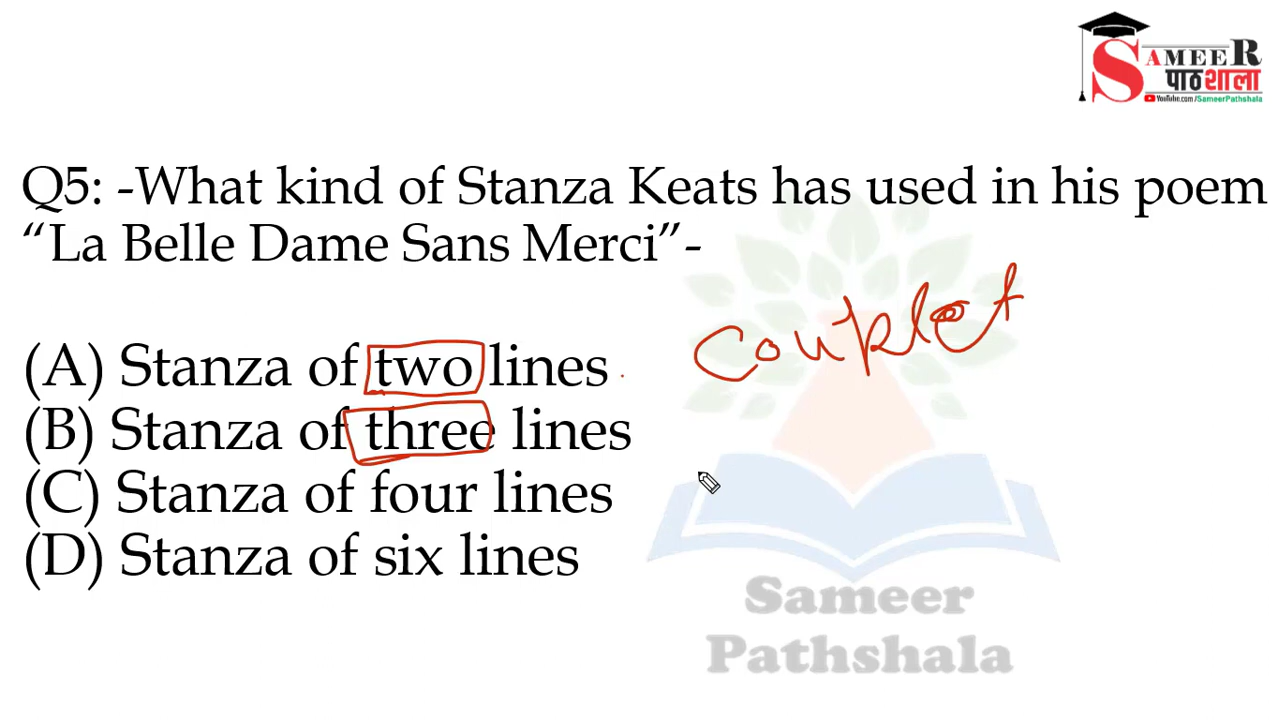 SAMEER
पाठशाला
YouTube.com/SameerPathshala
Q5: -What kind of Stanza Keats has used in his poem
“La Belle Dame Sans Merci”-
couplet
(A) Stanza of two lines
(B) Stanza of three lines
(C) Stanza of four lines
(D) Stanza of six lines
Sameer
Pathshala